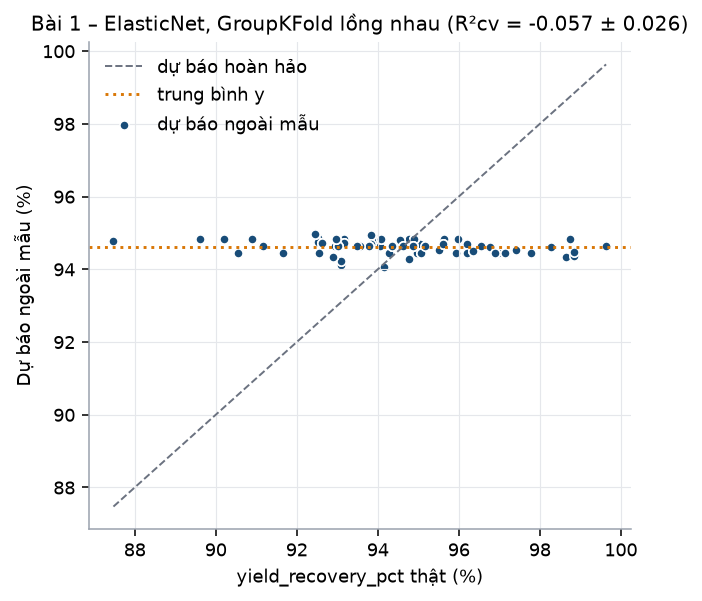 Bài 1 – ElasticNet, GroupKFold lồng nhau (R²cv = -0.057 ± 0.026)
dự báo hoàn hảo
trung bình y
dự báo ngoài mẫu
Dự báo ngoài mẫu (%)
100
98
96
94
92
90
88
88
90
92
94
96
98
100
yield_recovery_pct thật (%)